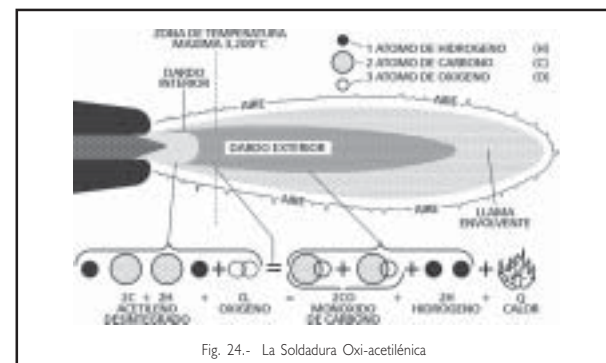 ZONA DE TEMPERATURA
MAXIMA 3,200°C
1 ATOMO DE HIDROGENO (H)
2 ATOMO DE CARBONO (C)
3 ATOMO DE OXIGENO (O)
DARDO
INTERIOR
AIRE
AIRE
DARDO EXTERIOR
AIRE
AIRE
LLAMA
ENVOLVENTE
+ = + + +
2C + 2H + O2 = 2CO + 2H + Q
ACETILENO OXIGENO MONOXIDO HIDROGENO CALOR
DESINTEGRADO DE CARBONO
Fig. 24.- La Soldadura Oxi-acetilénica